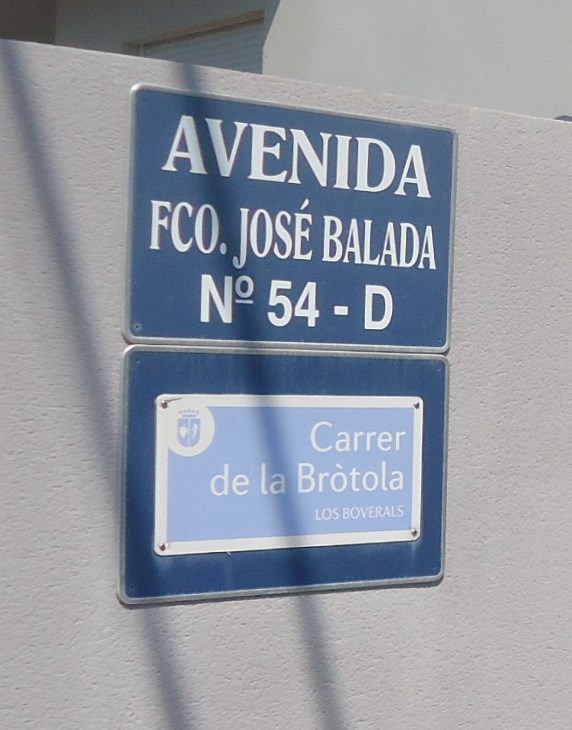 AVENIDA
FCO. JOSÉ BALADA
Nº 54 - D
Carrer
de la Bròtola
LOS BOVERALS